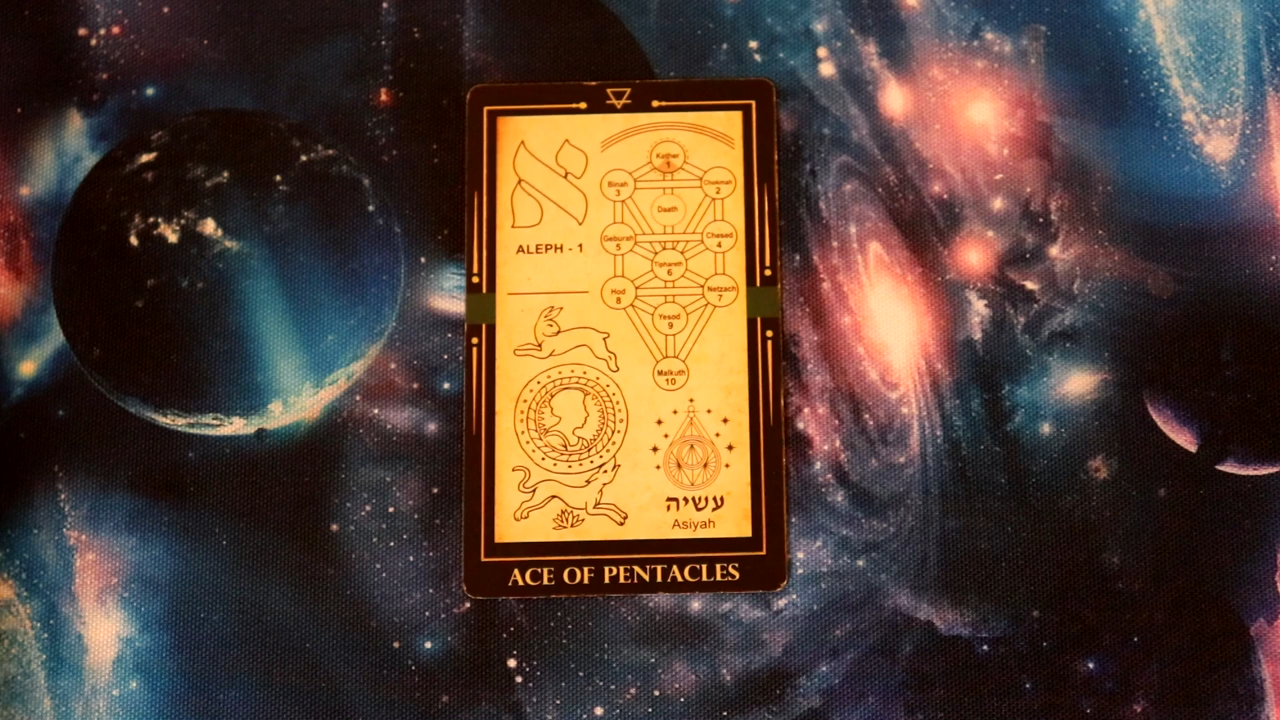 א
ALEPH - 1
Kether
1
Binah
3
Chokmah
2
Daath
Geburah
5
Chesed
4
Tiphareth
6
Hod
8
Netzach
7
Yesod
9
Malkuth
10
עשיה
Asiyah
ACE OF PENTACLES